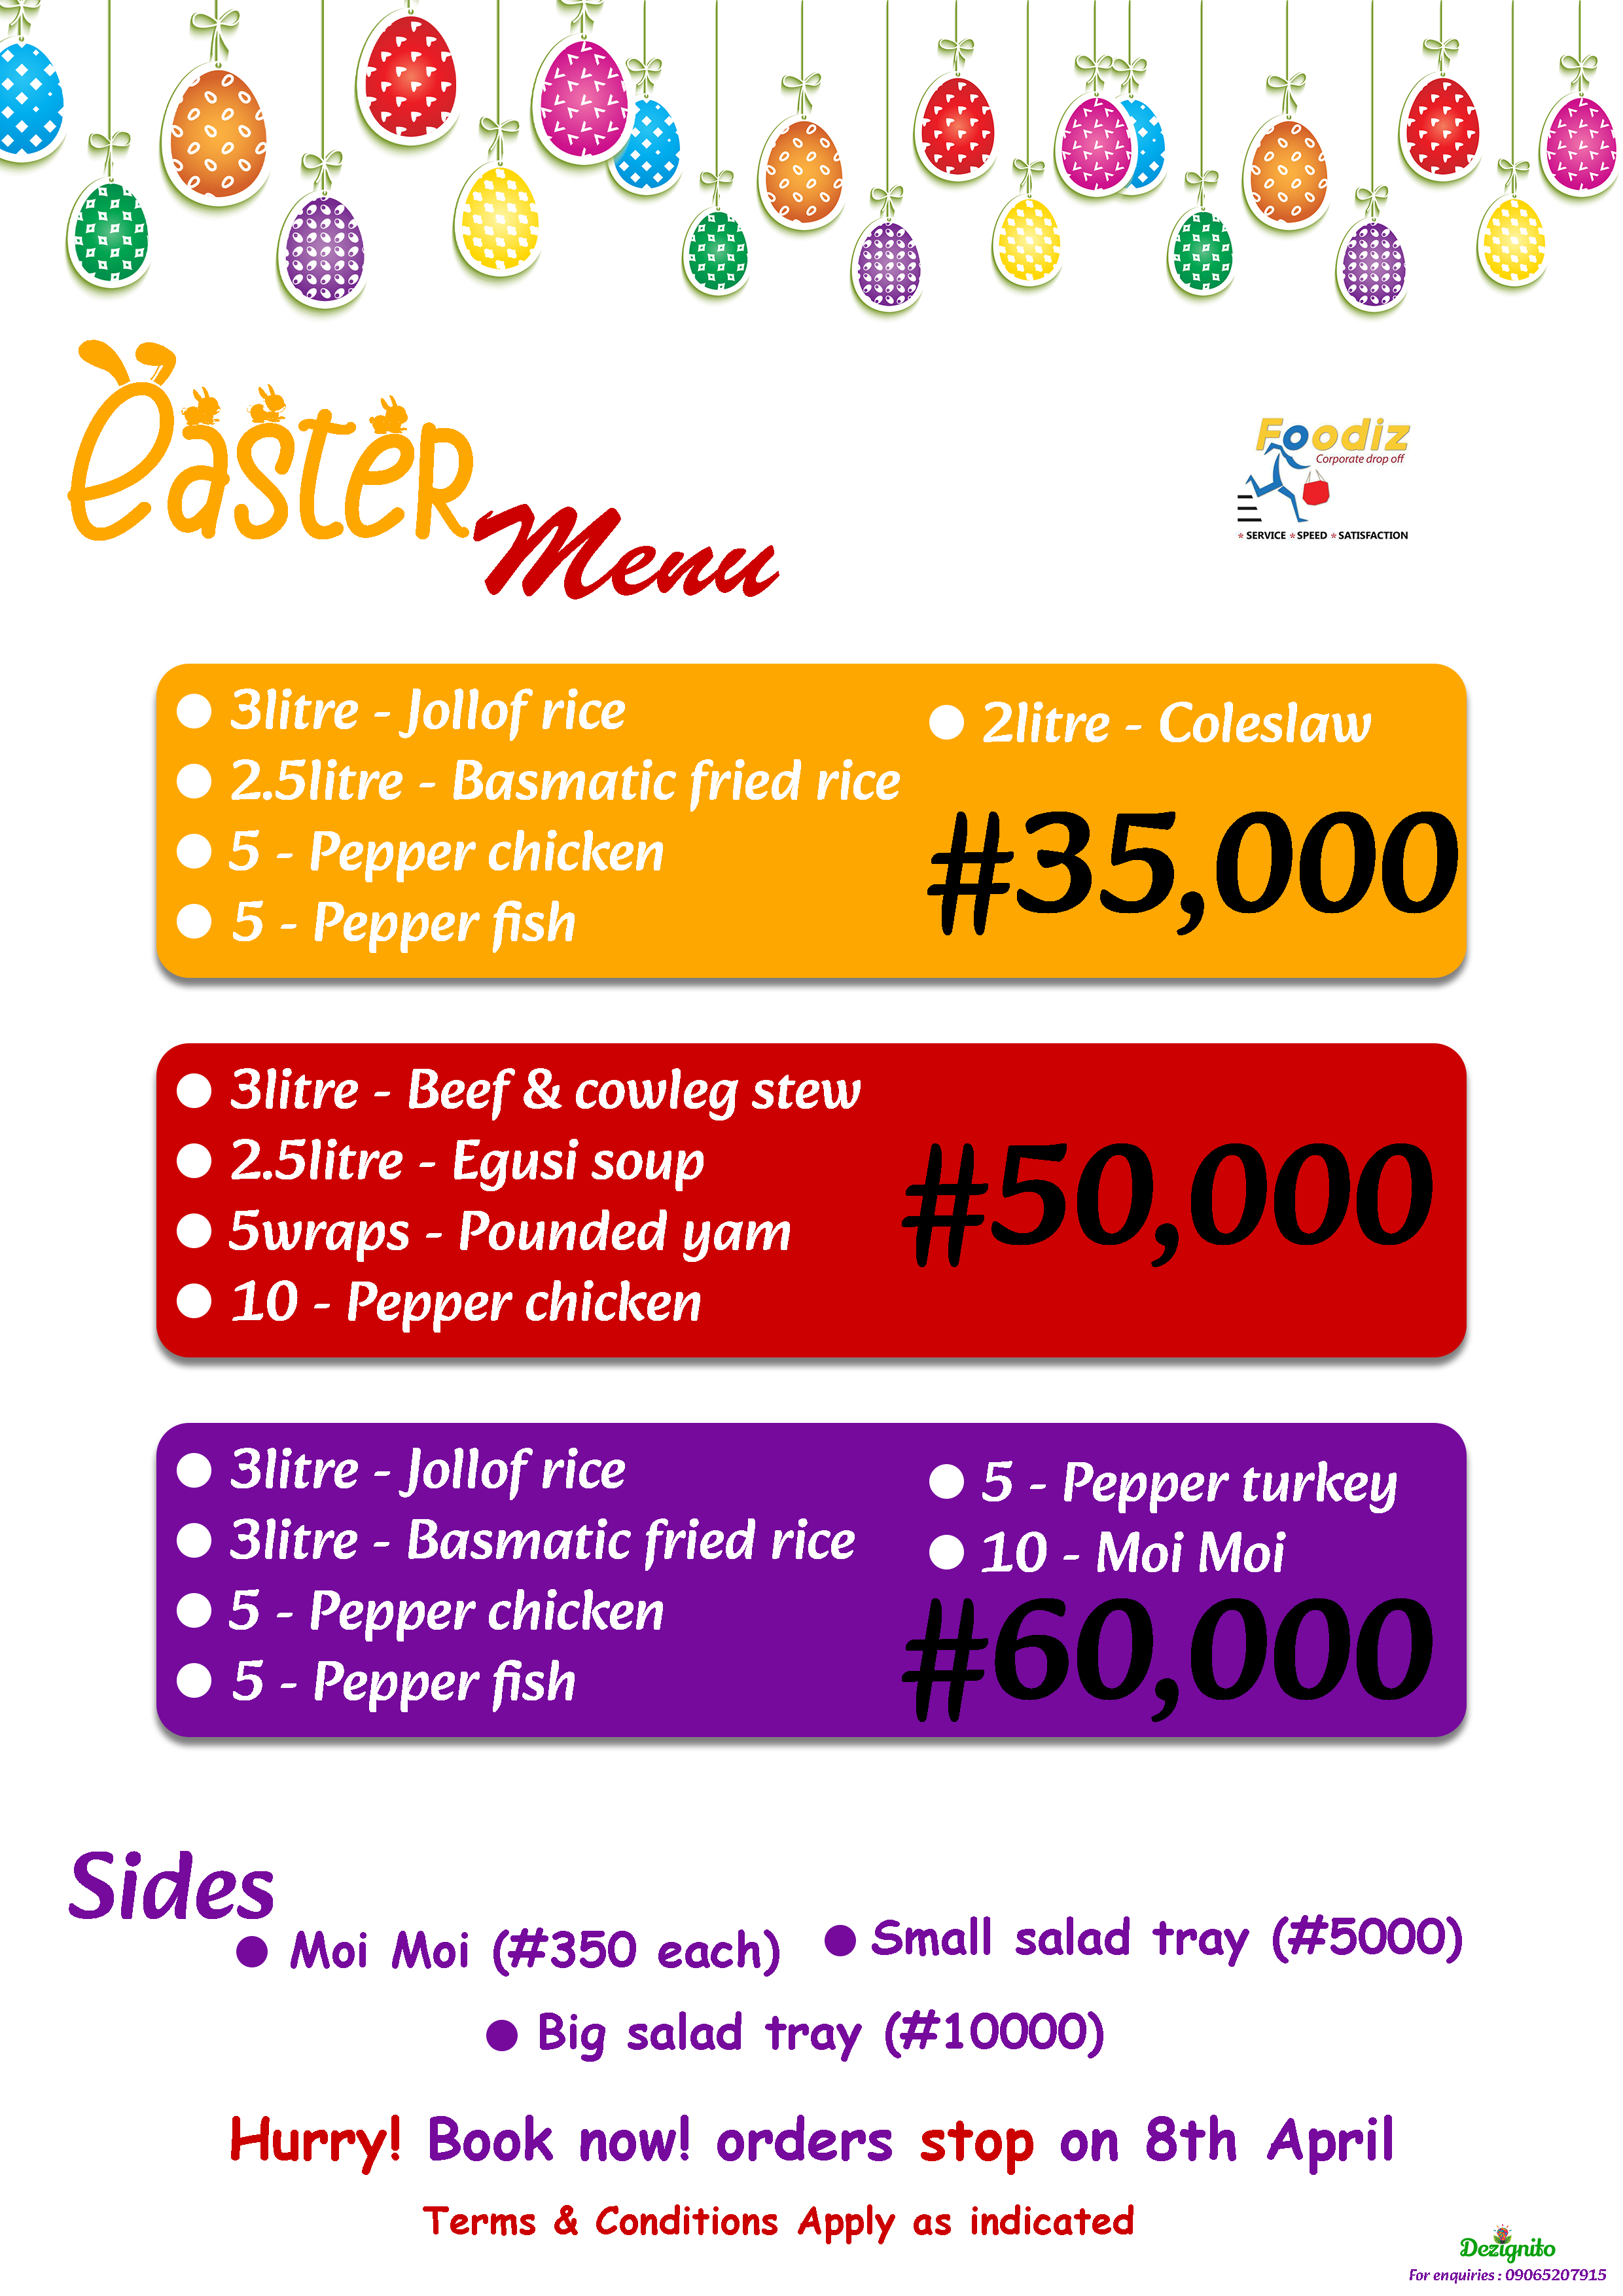 Easter
Menu
Foodiz
Corporate drop off
* SERVICE * SPEED * SATISFACTION
3litre - Jollof rice
2.5litre - Basmatic fried rice
5 - Pepper chicken
5 - Pepper fish
2litre - Coleslaw
#35,000
3litre - Beef & cowleg stew
2.5litre - Egusi soup
5wraps - Pounded yam
10 - Pepper chicken
#50,000
3litre - Jollof rice
3litre - Basmatic fried rice
5 - Pepper chicken
5 - Pepper fish
5 - Pepper turkey
10 - Moi Moi
#60,000
Sides
Moi Moi (#350 each)
Small salad tray (#5000)
Big salad tray (#10000)
Hurry! Book now! orders stop on 8th April
Terms & Conditions Apply as indicated
Dezignito
For enquiries : 09065207915